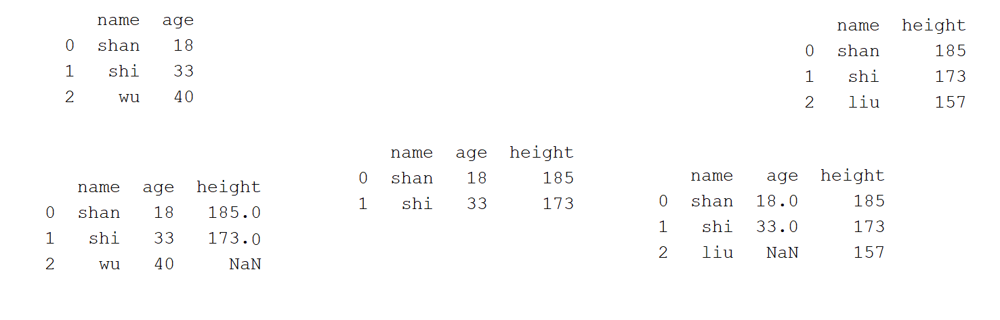 name  age
0  shan   18
1   shi   33
2    wu   40
   name  height
0  shan     185
1   shi     173
2   liu     157
   name  age  height
0  shan   18   185.0
1   shi   33   173.0
2    wu   40     NaN
   name  age  height
0  shan   18     185
1   shi   33     173
   name   age  height
0  shan  18.0     185
1   shi  33.0     173
2   liu   NaN     157